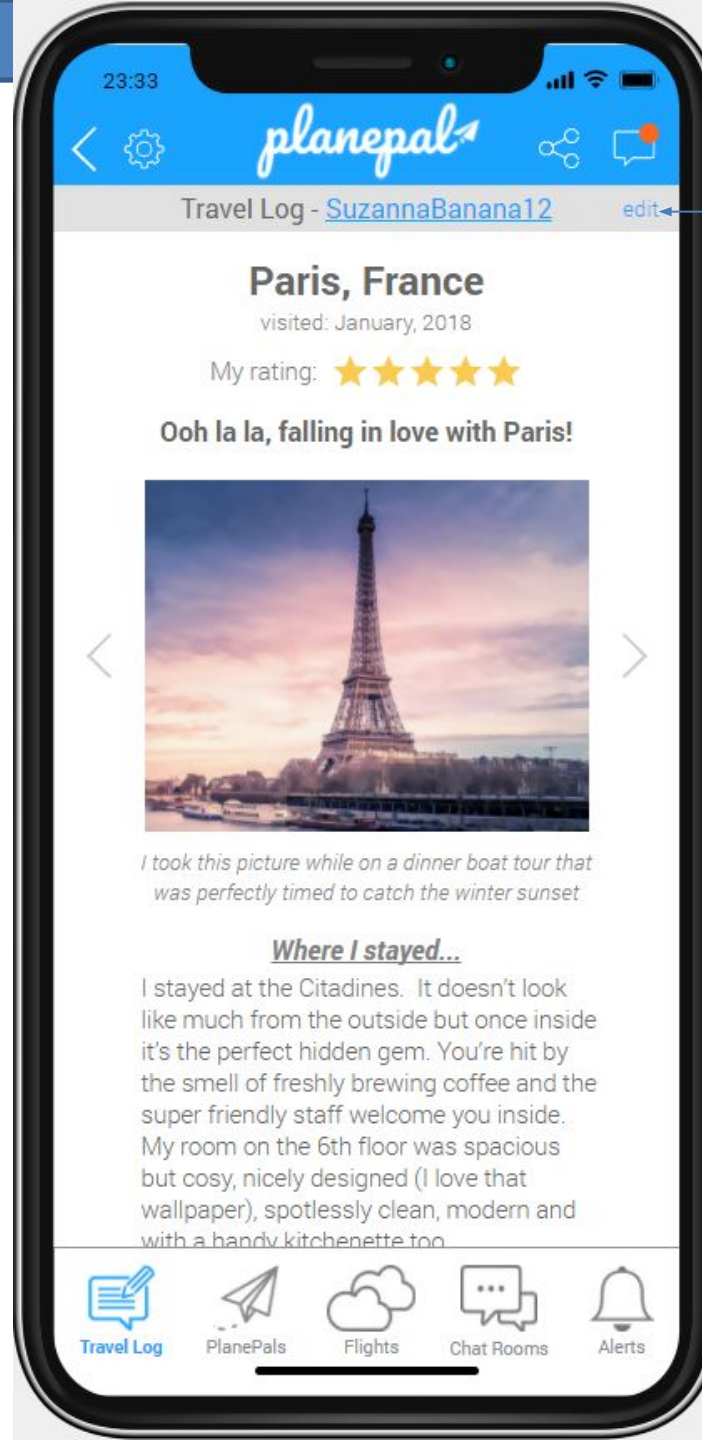 23:33
planepal
Travel Log - SuzannaBanana12 edit
Paris, France
visited: January, 2018
My rating:
Ooh la la, falling in love with Paris!
I took this picture while on a dinner boat tour that
was perfectly timed to catch the winter sunset
Where I stayed...
I stayed at the Citadines. It doesn't look
like much from the outside but once inside
it's the perfect hidden gem. You're hit by
the smell of freshly brewing coffee and the
super friendly staff welcome you inside.
My room on the 6th floor was spacious
but cosy, nicely designed (I love that
wallpaper), spotlessly clean, modern and
with a handy kitchenette too
Travel Log PlanePals Flights Chat Rooms Alerts